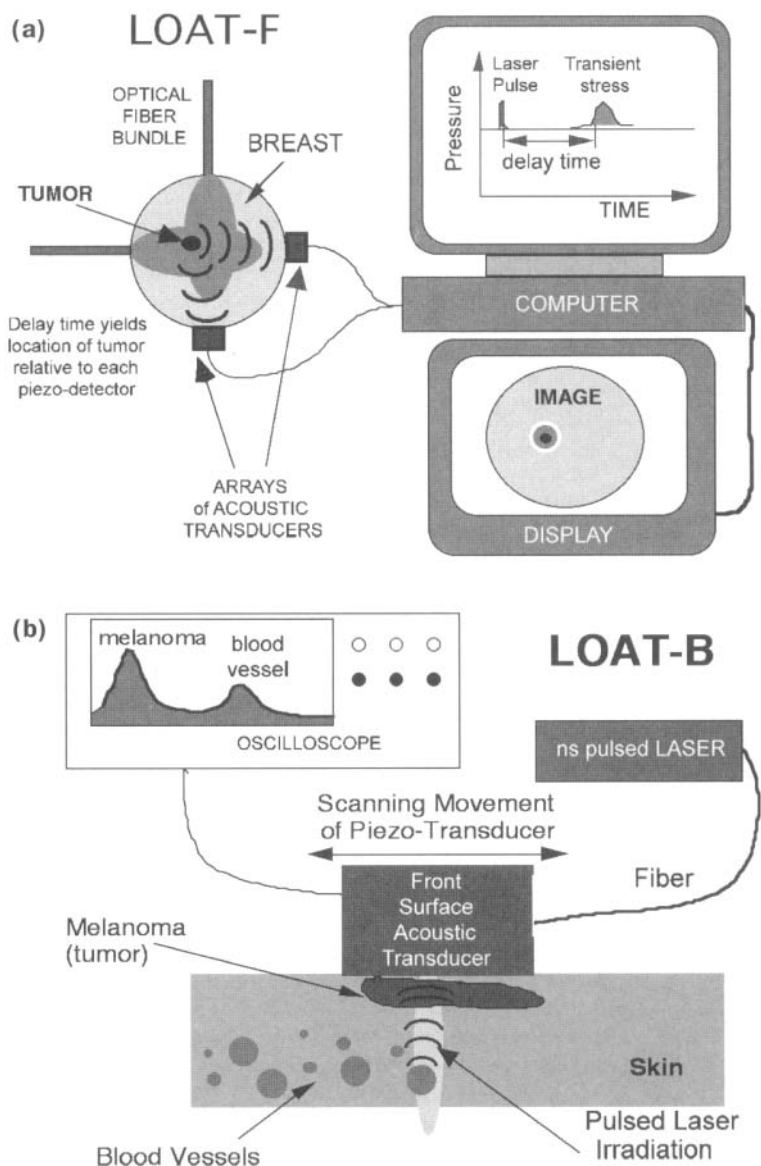 (a)
LOAT-F
OPTICAL
FIBER
BUNDLE
BREAST
TUMOR
Delay time yields
location of tumor
relative to each
piezo-detector
ARRAYS
of ACOUSTIC
TRANSDUCERS
Pressure
Laser
Pulse
Transient
stress
delay time
TIME
COMPUTER
IMAGE
DISPLAY
(b)
melanoma
blood
vessel
OSCILLOSCOPE
LOAT-B
ns pulsed LASER
Scanning Movement
of Piezo-Transducer
Fiber
Front
Surface
Acoustic
Transducer
Melanoma
(tumor)
Skin
Blood Vessels
Pulsed Laser
Irradiation